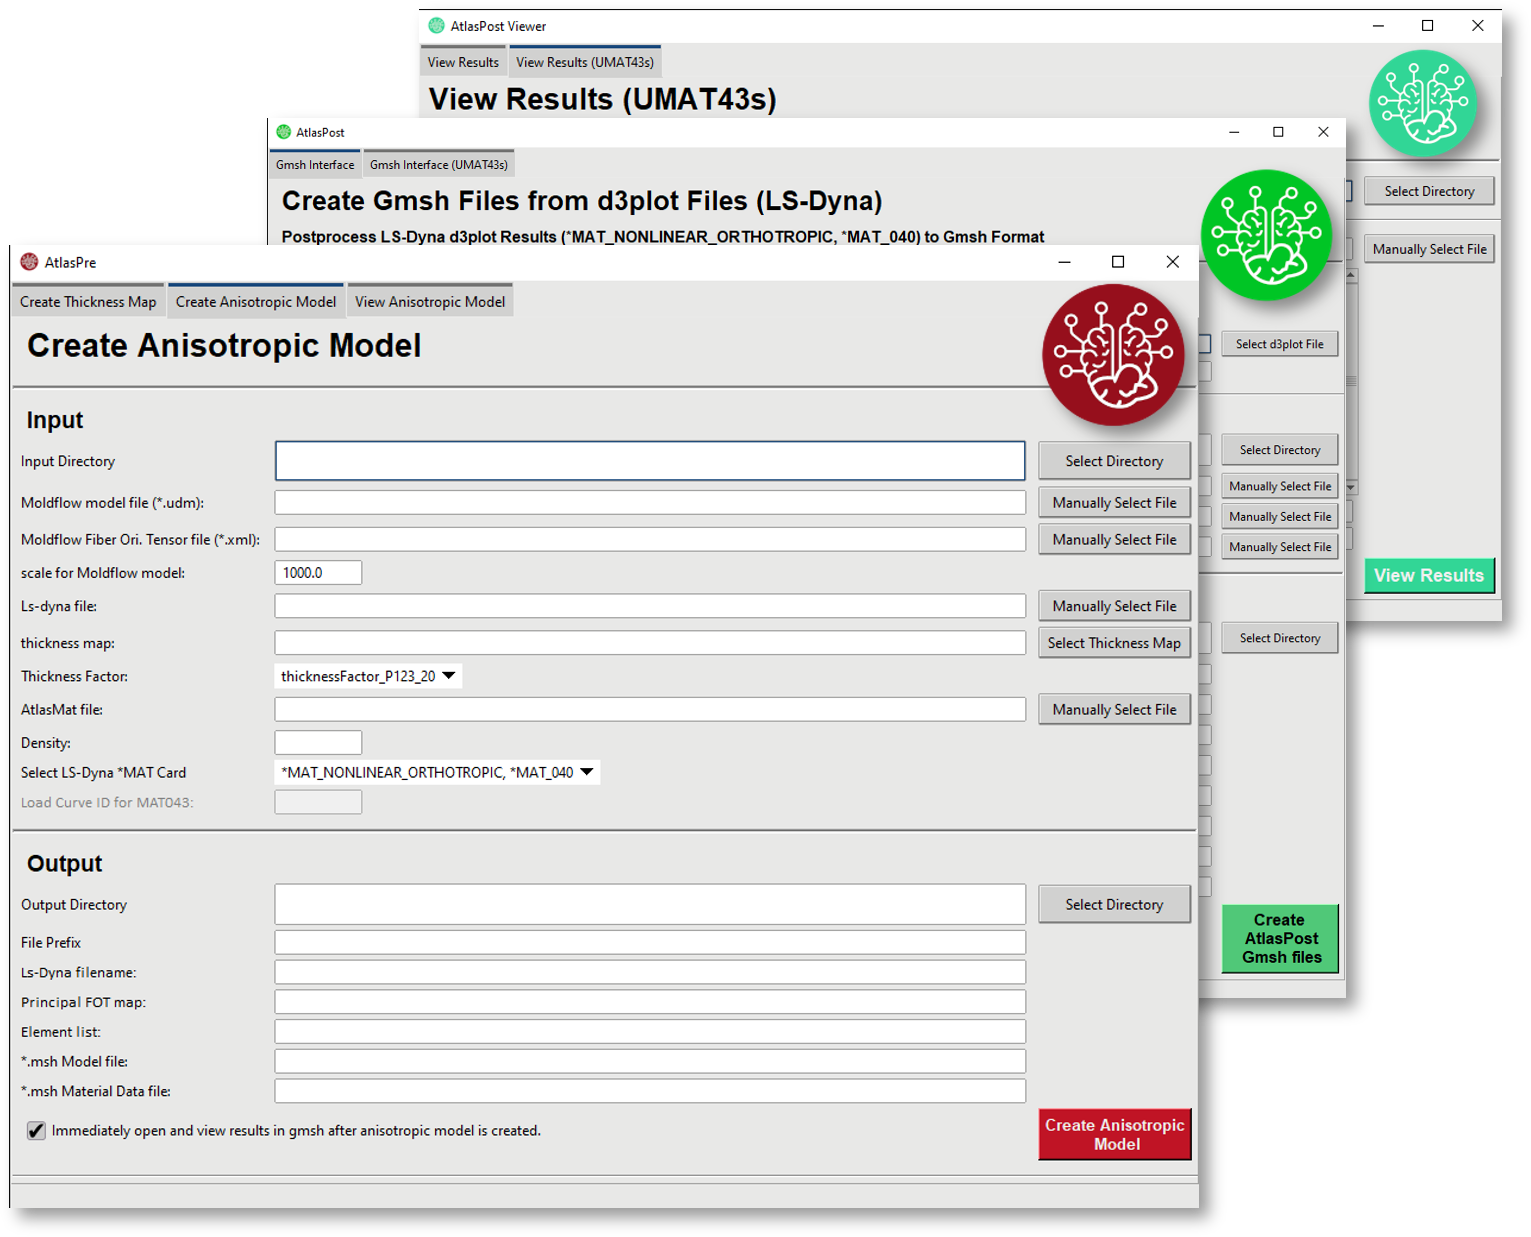 AtlasPost Viewer
View Results
View Results (UMAT43s)
View Results (UMAT43s)
Select Directory
Manually Select File
View Results
AtlasPost
Gmsh Interface
Gmsh Interface (UMAT43s)
Create Gmsh Files from d3plot Files (LS-Dyna)
Postprocess LS-Dyna d3plot Results (*MAT_NONLINEAR_ORTHOTROPIC, *MAT_040) to Gmsh Format
Select d3plot File
Select Directory
Manually Select File
Manually Select File
Manually Select File
Select Directory
Create
AtlasPost
Gmsh files
AtlasPre
Create Thickness Map
Create Anisotropic Model
View Anisotropic Model
Create Anisotropic Model
Input
Input Directory
Select Directory
Moldflow model file (*.udm):
Manually Select File
Moldflow Fiber Ori. Tensor file (*.xml):
Manually Select File
scale for Moldflow model:
1000.0
Ls-dyna file:
Manually Select File
thickness map:
Select Thickness Map
Thickness Factor:
thicknessFactor_P123_20
AtlasMat file:
Manually Select File
Density:
Select LS-Dyna *MAT Card
*MAT_NONLINEAR_ORTHOTROPIC, *MAT_040
Load Curve ID for MAT043:
Output
Output Directory
Select Directory
File Prefix
Ls-Dyna filename:
Principal FOT map:
Element list:
*.msh Model file:
*.msh Material Data file:
Immediately open and view results in gmsh after anisotropic model is created.
Create Anisotropic
Model